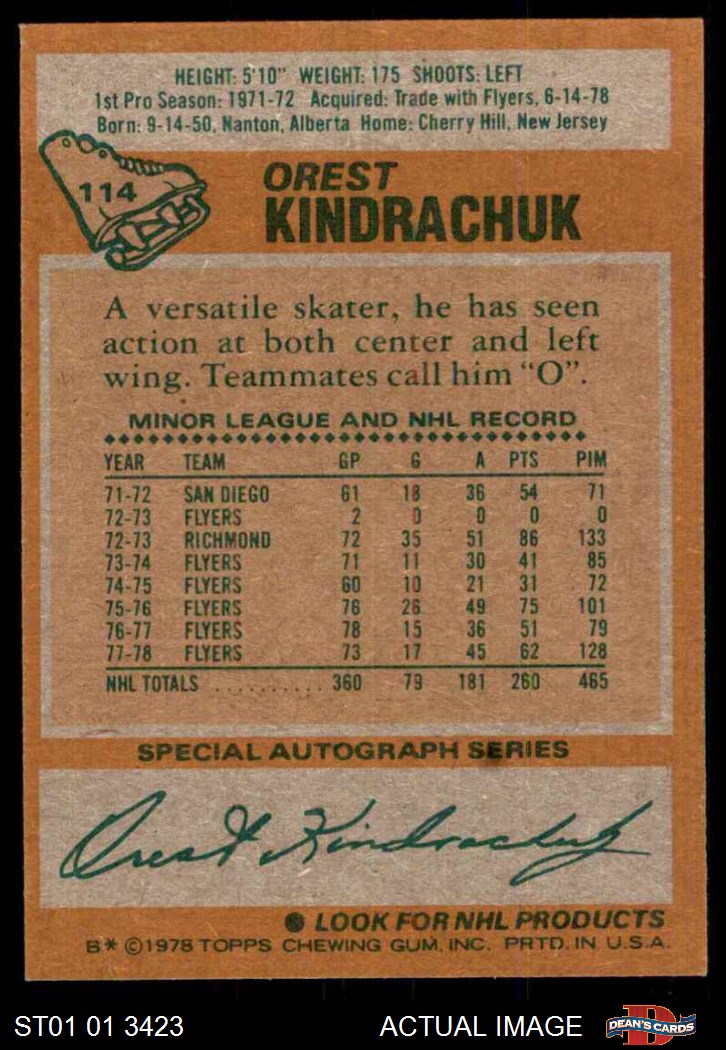 HEIGHT: 5'10" WEIGHT: 175 SHOOTS: LEFT
1st Pro Season: 1971-72 Acquired: Trade with Flyers, 6-14-78
Born: 9-14-50, Nanton, Alberta Home: Cherry Hill, New Jersey
114
OREST
KINDRACHUK
A versatile skater, he has seen
action at both center and left
wing. Teammates call him "O".
MINOR LEAGUE AND NHL RECORD
YEAR TEAM GP G A PTS PIM
71-72 SAN DIEGO 61 18 36 54 71
72-73 FLYERS 2 0 0 0 0
72-73 RICHMOND 72 35 51 86 133
73-74 FLYERS 71 11 30 41 85
74-75 FLYERS 60 10 21 31 72
75-76 FLYERS 76 26 49 75 101
76-77 FLYERS 78 15 36 51 79
77-78 FLYERS 73 17 45 62 128
NHL TOTALS .......... 360 79 181 260 465
SPECIAL AUTOGRAPH SERIES
Orest Kindrachuk
● LOOK FOR NHL PRODUCTS
B* ©1978 TOPPS CHEWING GUM, INC. PRTD. IN U.S.A.
ST01 01 3423 ACTUAL IMAGE D DEAN'S CARDS